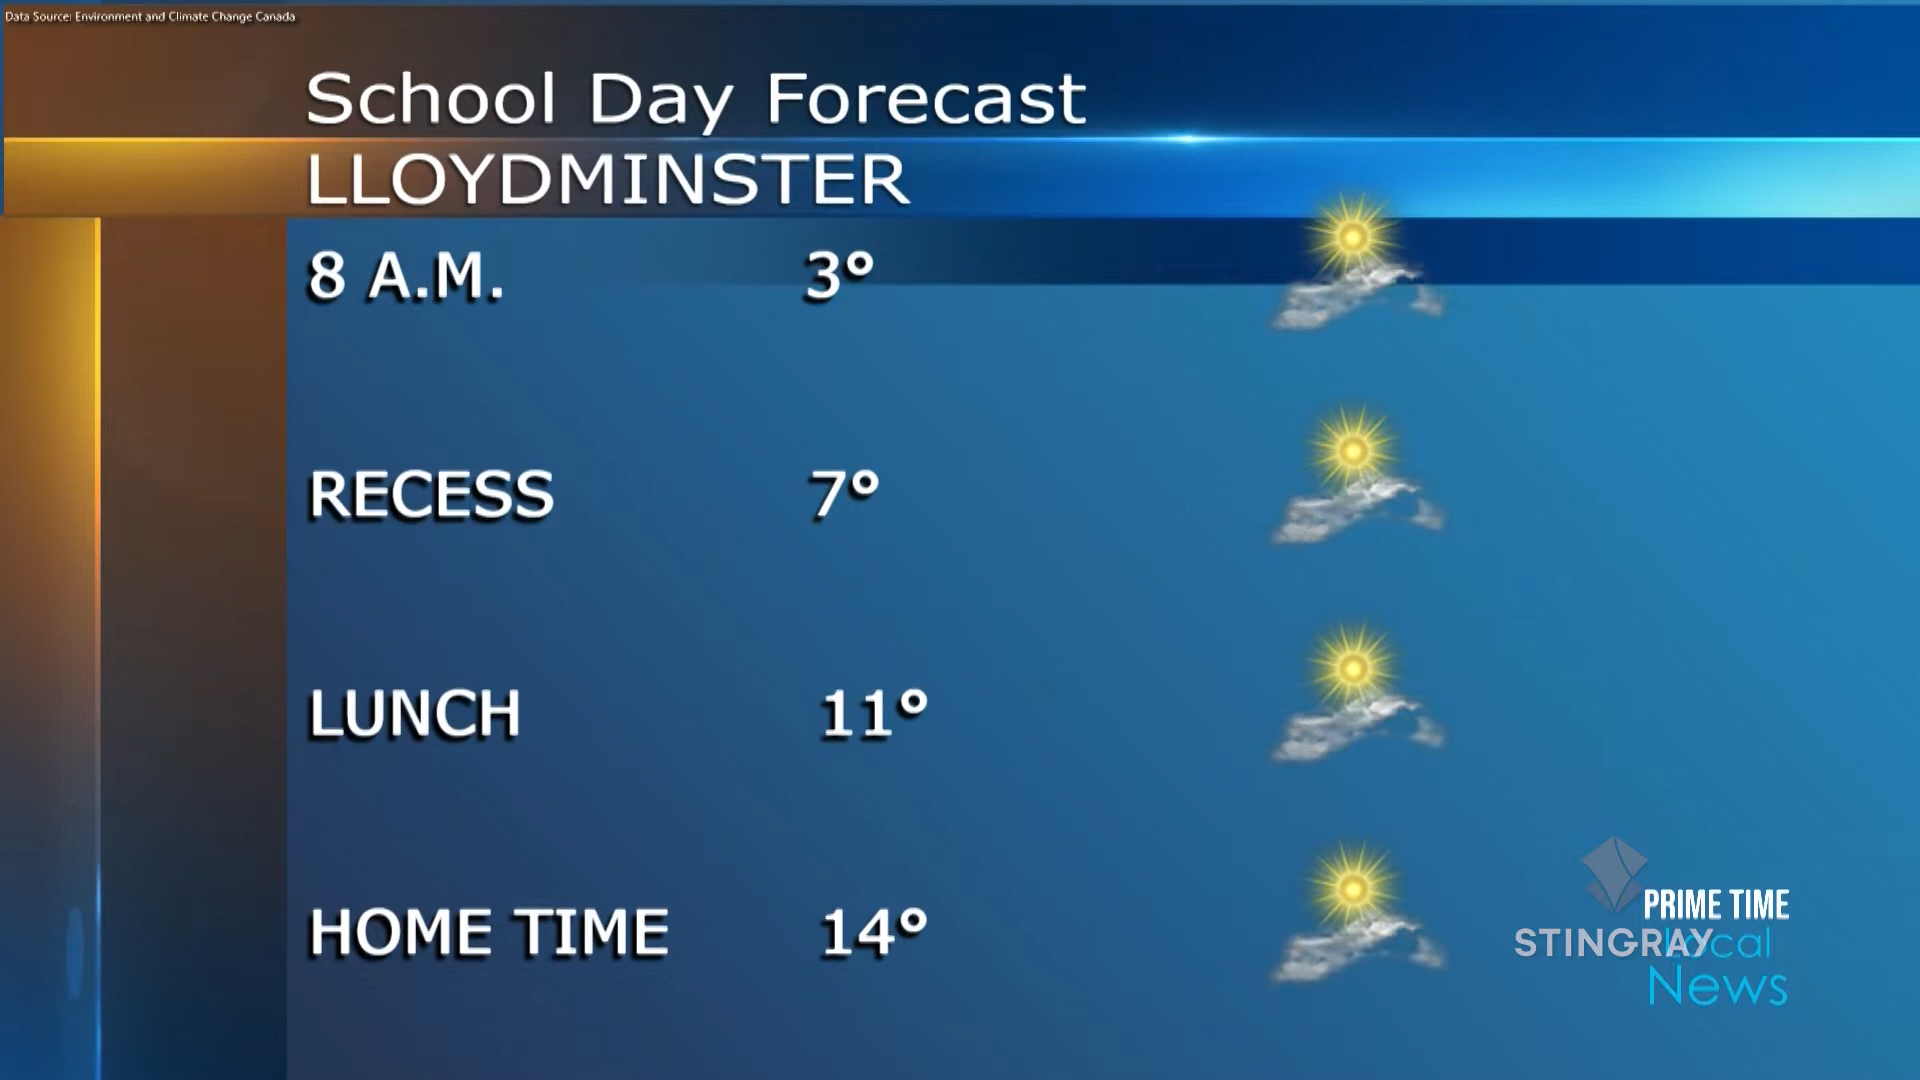 Data Source: Environment and Climate Change Canada
School Day Forecast
LLOYDMINSTER
8 A.M. 3°
RECESS 7°
LUNCH 11°
HOME TIME 14°
PRIME TIME
STINGRAY
Local
News